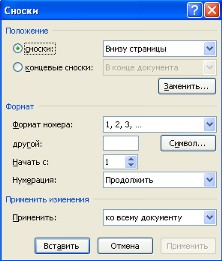 Сноски
Положение
сноски: Внизу страницы
концевые сноски: В конце документа
Заменить...
Формат
Формат номера: 1, 2, 3, ...
другой: Символ...
Начать с: 1
Нумерация: Продолжить
Применить изменения
Применить: ко всему документу
Вставить Отмена Применить